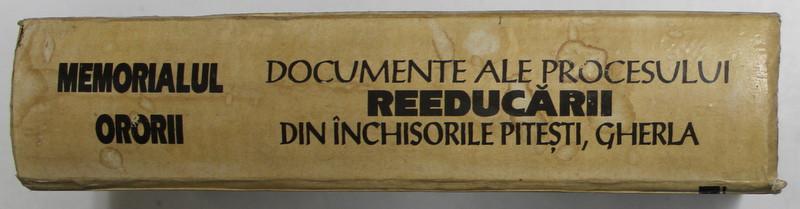 MEMORIALUL
ORORII
DOCUMENTE ALE PROCESULUI
REEDUCĂRII
DIN ÎNCHISORILE PITEȘTI, GHERLA